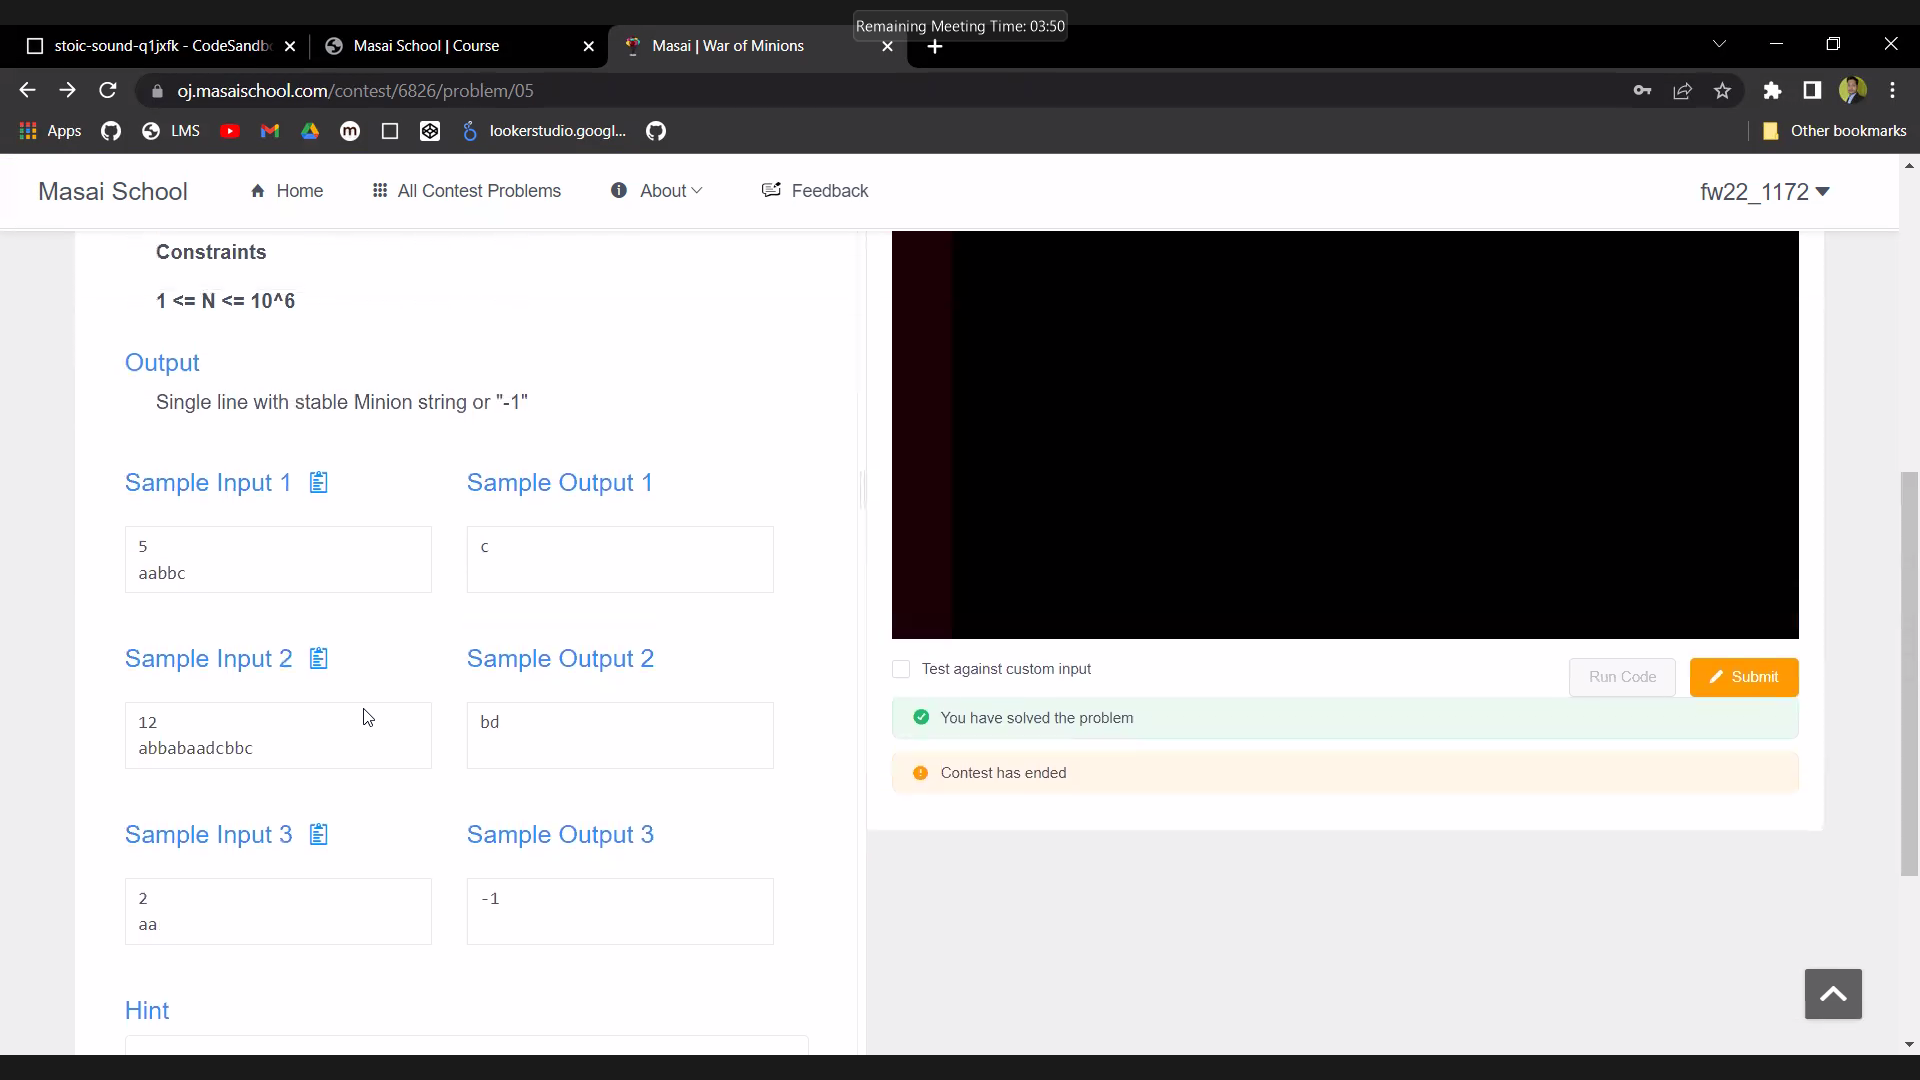 Remaining Meeting Time: 03:50
stoic-sound-q1jxfk - CodeSandb
Masai School | Course
Masai | War of Minions
oj.masaischool.com/contest/6826/problem/05
Apps
LMS
m
lookerstudio.googl...
Other bookmarks
Masai School
Home
All Contest Problems
About
Feedback
fw22_1172
Constraints
1 <= N <= 10^6
Output
Single line with stable Minion string or "-1"
Sample Input 1
Sample Output 1
5
aabbc
c
Sample Input 2
Sample Output 2
12
abbabaadcbbc
bd
Sample Input 3
Sample Output 3
2
aa
-1
Hint
Test against custom input
Run Code
Submit
You have solved the problem
Contest has ended